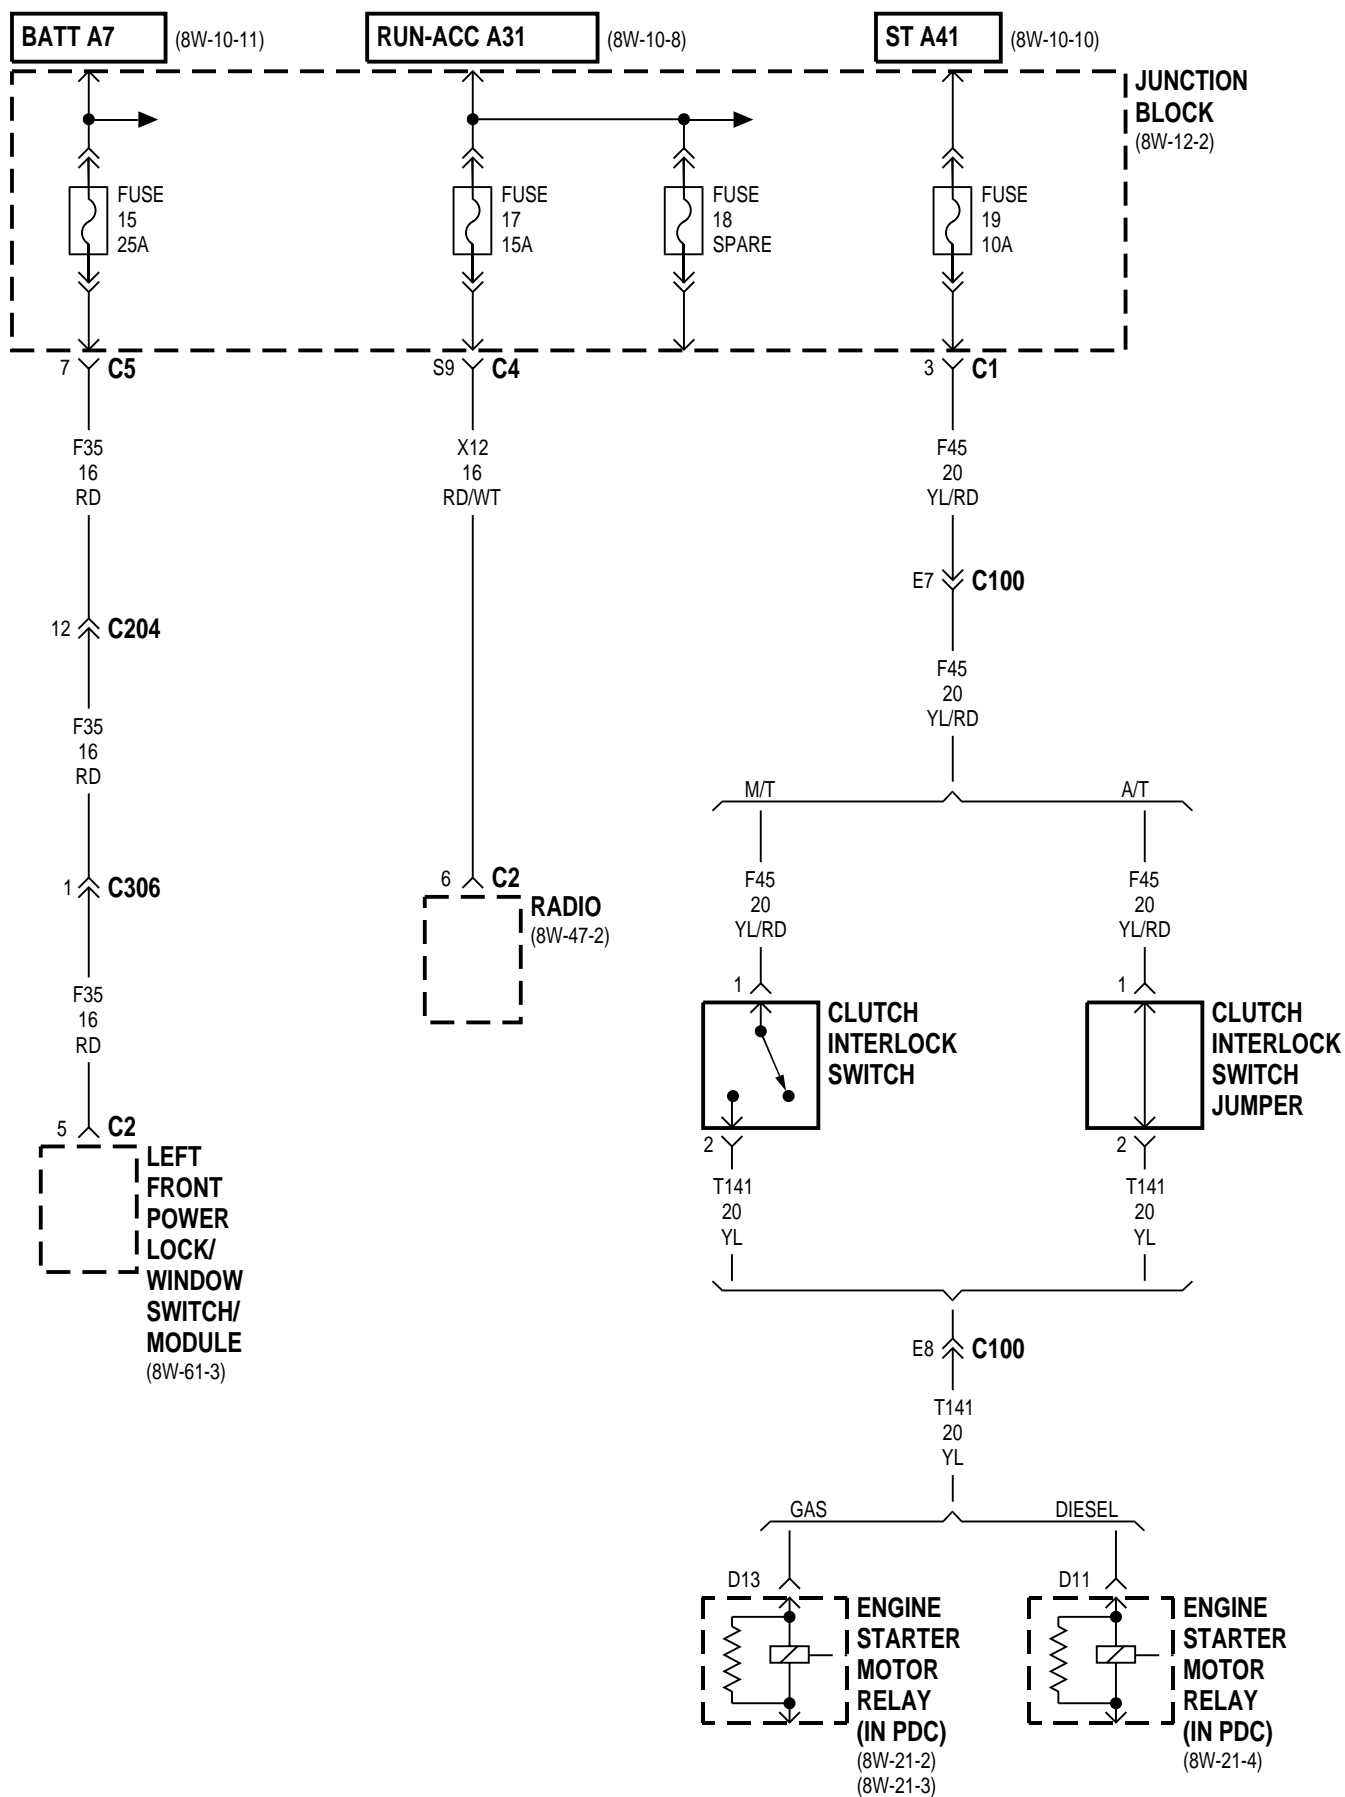 BATT A7 (8W-10-11)
RUN-ACC A31 (8W-10-8)
ST A41 (8W-10-10)
JUNCTION
BLOCK
(8W-12-2)
FUSE
15
25A
FUSE
17
15A
FUSE
18
SPARE
FUSE
19
10A
7 C5
S9 C4
3 C1
F35
16
RD
X12
16
RD/WT
F45
20
YL/RD
E7 C100
12 C204
F45
20
YL/RD
F35
16
RD
M/T
A/T
1 C306
6 C2
RADIO
(8W-47-2)
F45
20
YL/RD
F45
20
YL/RD
F35
16
RD
1
CLUTCH
INTERLOCK
SWITCH
1
CLUTCH
INTERLOCK
SWITCH
JUMPER
5 C2
LEFT
FRONT
POWER
LOCK/
WINDOW
SWITCH/
MODULE
(8W-61-3)
2
2
T141
20
YL
T141
20
YL
E8 C100
T141
20
YL
GAS
DIESEL
D13
ENGINE
STARTER
MOTOR
RELAY
(IN PDC)
(8W-21-2)
(8W-21-3)
D11
ENGINE
STARTER
MOTOR
RELAY
(IN PDC)
(8W-21-4)